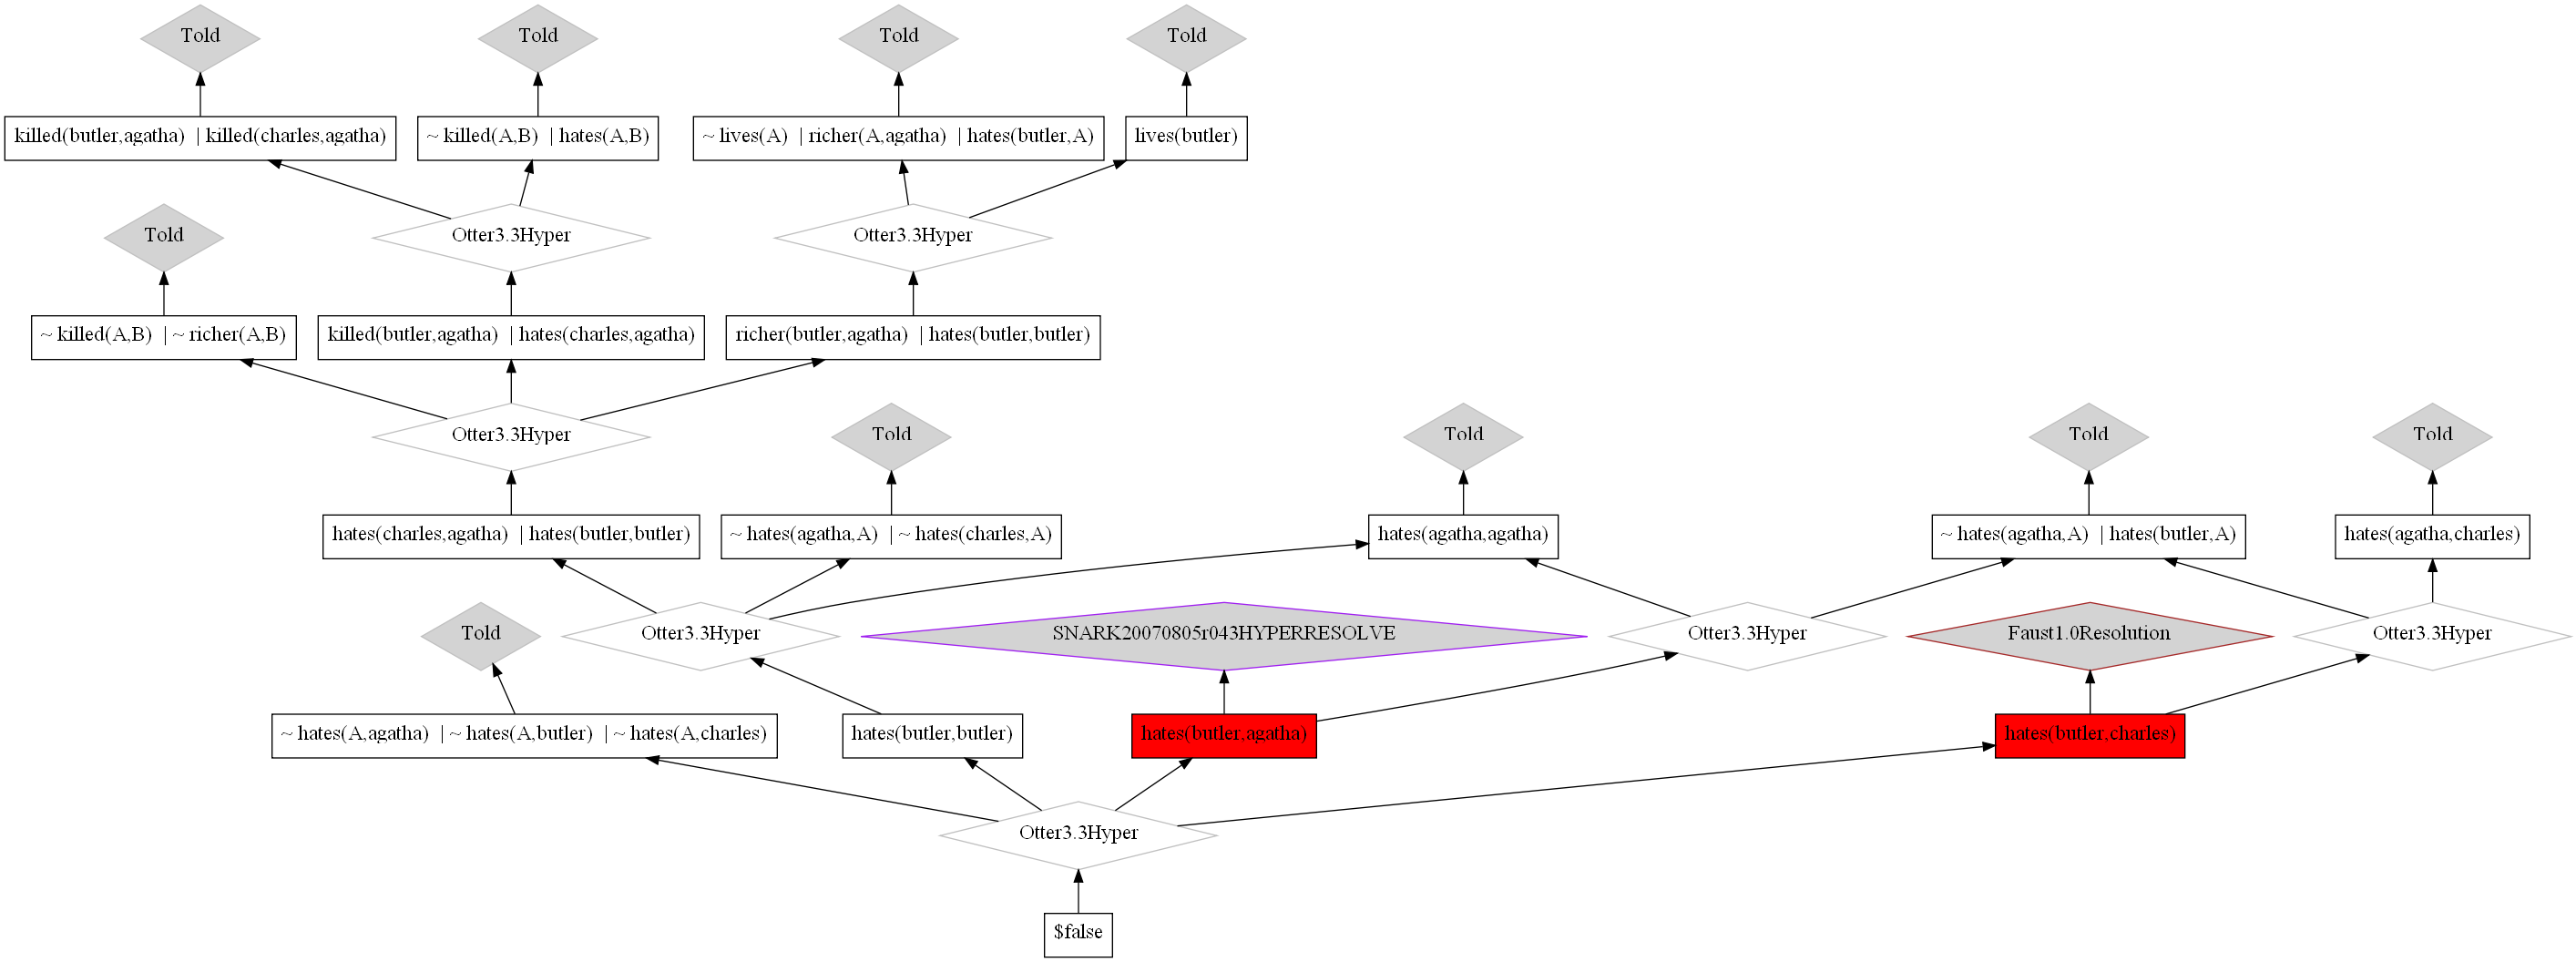 Told
Told
Told
Told
killed(butler,agatha) | killed(charles,agatha)
~ killed(A,B) | hates(A,B)
~ lives(A) | richer(A,agatha) | hates(butler,A)
lives(butler)
Told
Otter3.3Hyper
Otter3.3Hyper
~ killed(A,B) | ~ richer(A,B)
killed(butler,agatha) | hates(charles,agatha)
richer(butler,agatha) | hates(butler,butler)
Otter3.3Hyper
Told
Told
Told
Told
hates(charles,agatha) | hates(butler,butler)
~ hates(agatha,A) | ~ hates(charles,A)
hates(agatha,agatha)
~ hates(agatha,A) | hates(butler,A)
hates(agatha,charles)
Told
Otter3.3Hyper
SNARK20070805r043HYPERRESOLVE
Otter3.3Hyper
Faust1.0Resolution
Otter3.3Hyper
~ hates(A,agatha) | ~ hates(A,butler) | ~ hates(A,charles)
hates(butler,butler)
hates(butler,agatha)
hates(butler,charles)
Otter3.3Hyper
$false